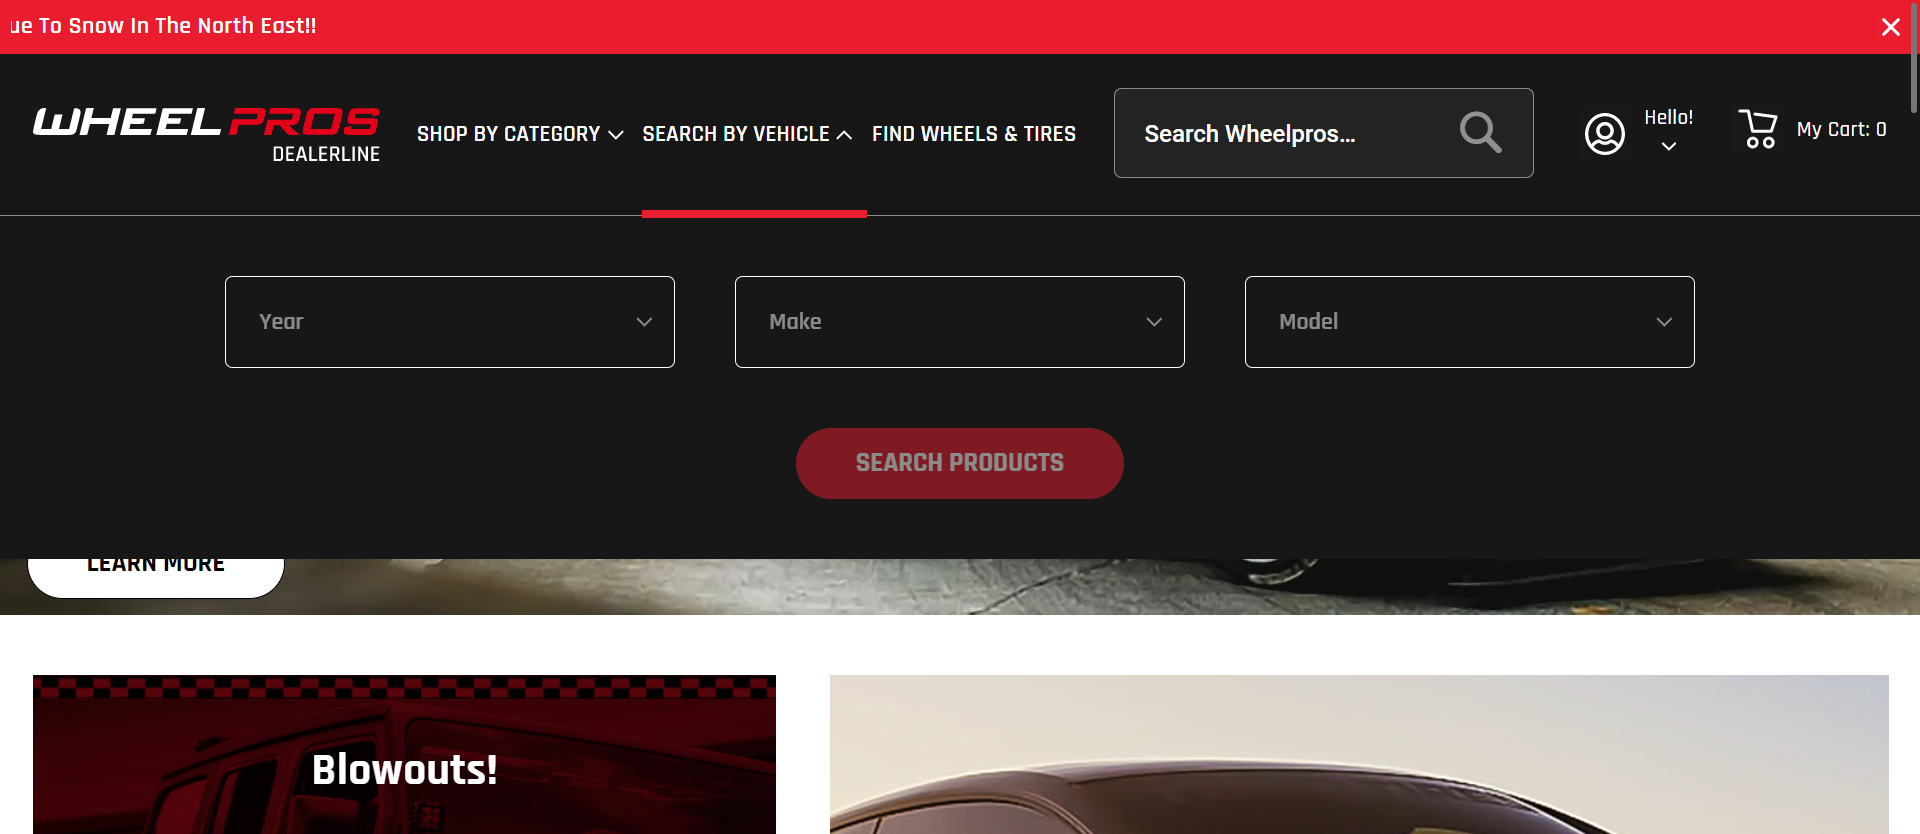 To Snow In The North East!!
WHEEL PROS
DEALERLINE
SHOP BY CATEGORY
SEARCH BY VEHICLE
FIND WHEELS & TIRES
Search Wheelpros...
Hello!
My Cart: 0
Year
Make
Model
SEARCH PRODUCTS
LEARN MORE
Blowouts!